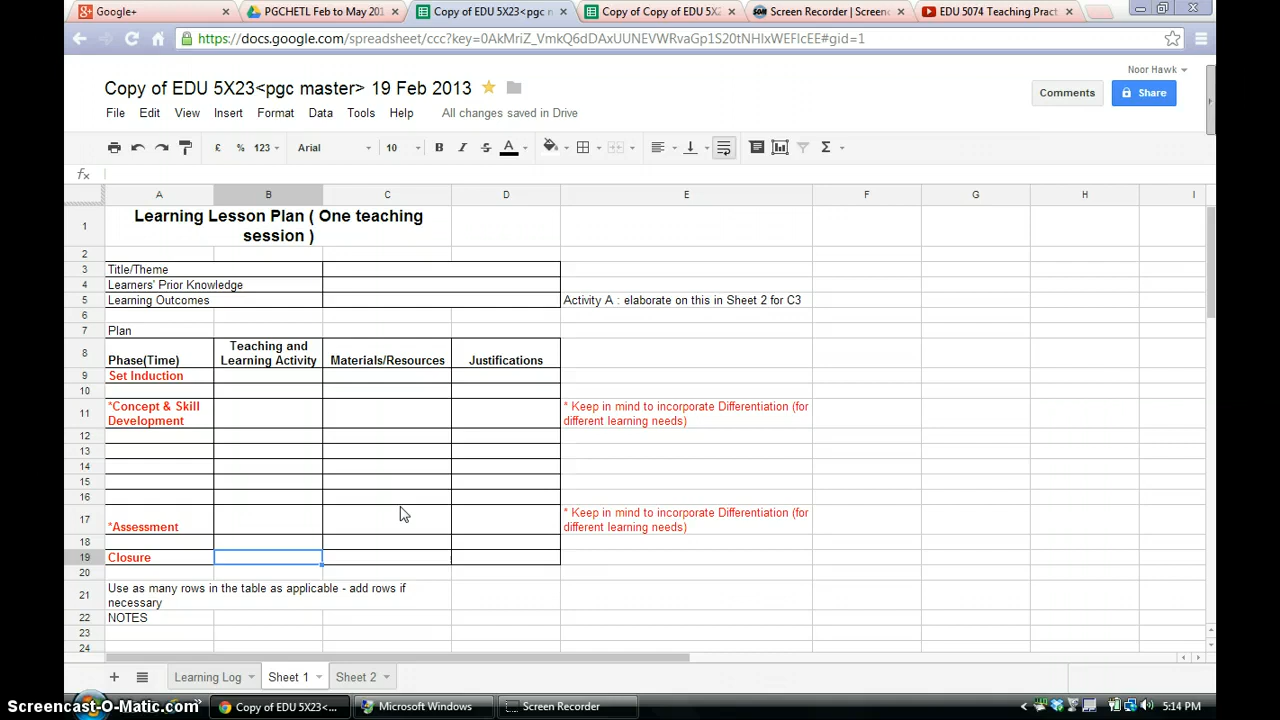 Google+
PGCHETL Feb to May 201
Copy of EDU 5X23<pgc n
Copy of Copy of EDU 5X2
Screen Recorder | Screenc
EDU 5074 Teaching Pract
https://docs.google.com/spreadsheet/ccc?key=0AkMriZ_VmkQ6dDAxUUNEVWRvaGp1S20tNHIxWEFIcEE#gid=1
Noor Hawk
Copy of EDU 5X23<pgc master> 19 Feb 2013
Comments
Share
File Edit View Insert Format Data Tools Help All changes saved in Drive
£ % 123 Arial 10 B I S A Σ
fx
A B C D E F G H I
1 Learning Lesson Plan ( One teaching
session )
2
3 Title/Theme
4 Learners' Prior Knowledge
5 Learning Outcomes Activity A : elaborate on this in Sheet 2 for C3
6
7 Plan
8 Phase(Time) Teaching and
Learning Activity Materials/Resources Justifications
9 Set Induction
10
11 *Concept & Skill * Keep in mind to incorporate Differentiation (for
Development different learning needs)
12
13
14
15
16
17 *Assessment * Keep in mind to incorporate Differentiation (for
different learning needs)
18
19 Closure
20
21 Use as many rows in the table as applicable - add rows if
necessary
22 NOTES
23
24
Learning Log Sheet 1 Sheet 2
Screencast-O-Matic.com
Copy of EDU 5X23<...
Microsoft Windows
Screen Recorder
5:14 PM